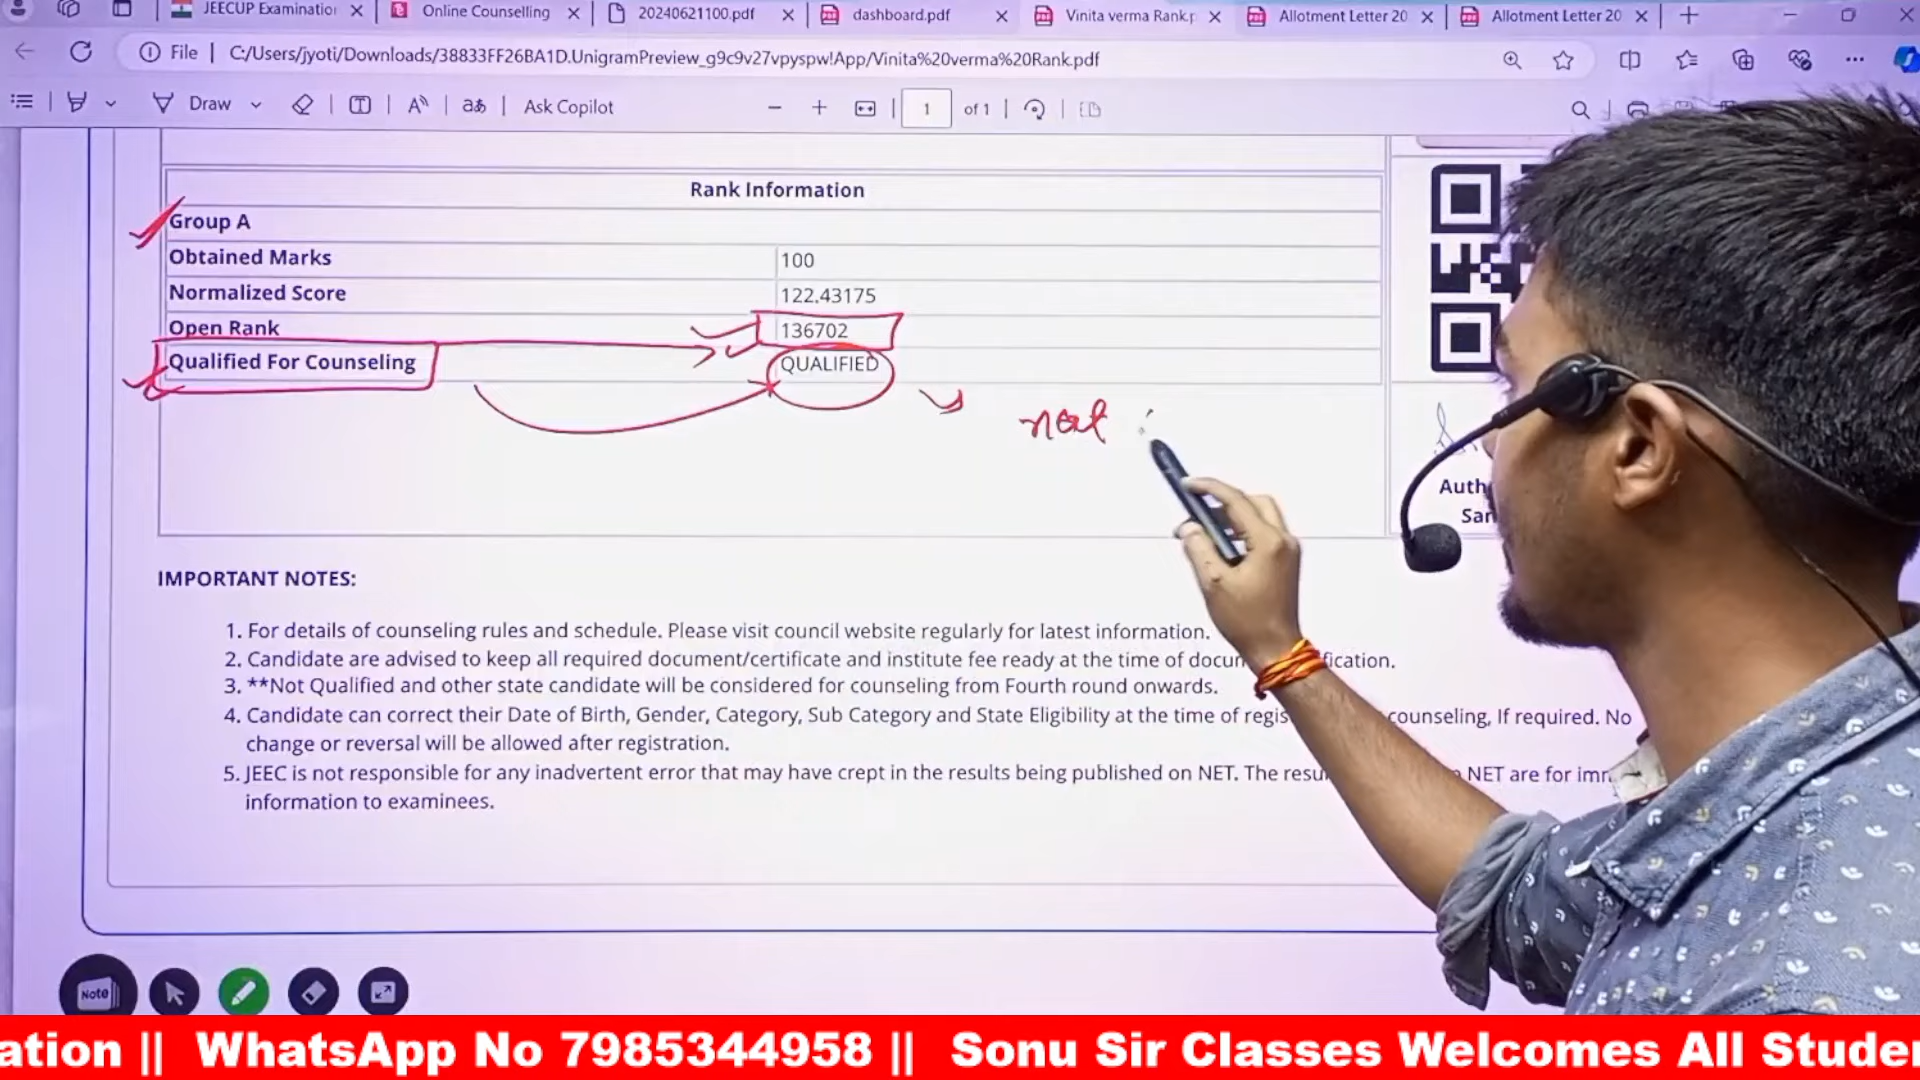 JEECUP Examination
Online Counselling
20240621100.pdf
dashboard.pdf
Vinita verma Rank.p
Allotment Letter 20
Allotment Letter 20
File
C:/Users/jyoti/Downloads/38833FF26BA1D.UnigramPreview_g9c9v27vpyspw!App/Vinita%20verma%20Rank.pdf
Draw
Ask Copilot
1
of 1
Rank Information
Group A
Obtained Marks 100
Normalized Score 122.43175
Open Rank 136702
Qualified For Counseling QUALIFIED
not
Auth
San
IMPORTANT NOTES:
1. For details of counseling rules and schedule. Please visit council website regularly for latest information.
2. Candidate are advised to keep all required document/certificate and institute fee ready at the time of docum fication.
3. **Not Qualified and other state candidate will be considered for counseling from Fourth round onwards.
4. Candidate can correct their Date of Birth, Gender, Category, Sub Category and State Eligibility at the time of regis counseling, If required. No
change or reversal will be allowed after registration.
5. JEEC is not responsible for any inadvertent error that may have crept in the results being published on NET. The resu NET are for imm
information to examinees.
Note
ation || WhatsApp No 7985344958 || Sonu Sir Classes Welcomes All Studen